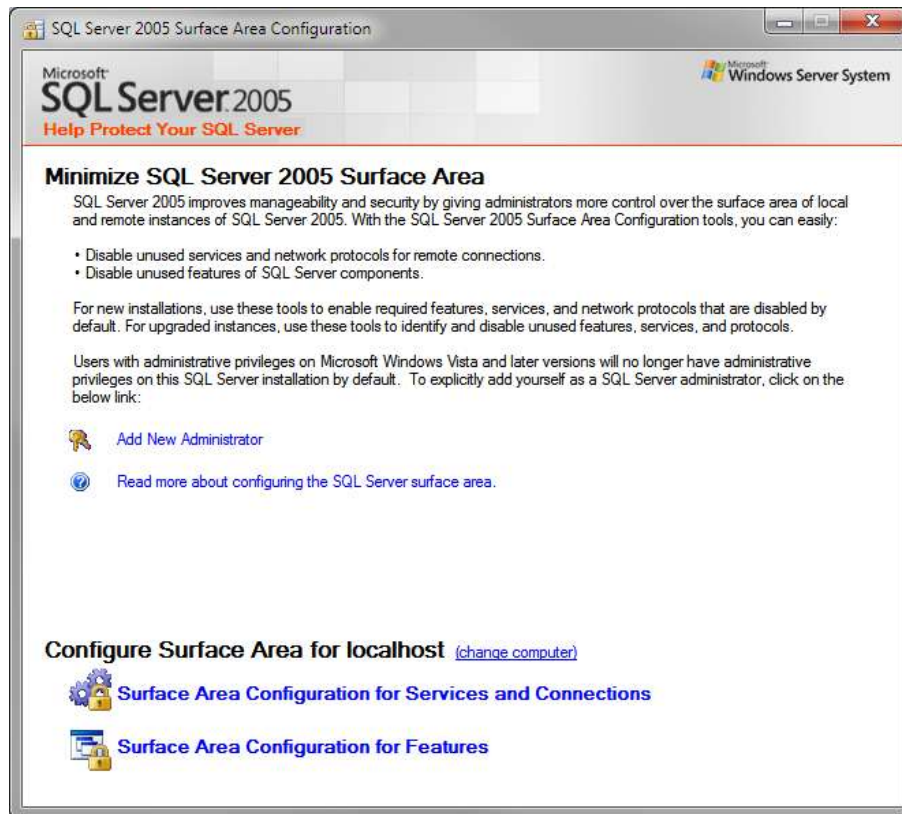 SQL Server 2005 Surface Area Configuration
Microsoft
SQL Server 2005
Help Protect Your SQL Server
Microsoft
Windows Server System
Minimize SQL Server 2005 Surface Area
SQL Server 2005 improves manageability and security by giving administrators more control over the surface area of local
and remote instances of SQL Server 2005. With the SQL Server 2005 Surface Area Configuration tools, you can easily:
• Disable unused services and network protocols for remote connections.
• Disable unused features of SQL Server components.
For new installations, use these tools to enable required features, services, and network protocols that are disabled by
default. For upgraded instances, use these tools to identify and disable unused features, services, and protocols.
Users with administrative privileges on Microsoft Windows Vista and later versions will no longer have administrative
privileges on this SQL Server installation by default.  To explicitly add yourself as a SQL Server administrator, click on the
below link:
Add New Administrator
Read more about configuring the SQL Server surface area.
Configure Surface Area for localhost (change computer)
Surface Area Configuration for Services and Connections
Surface Area Configuration for Features